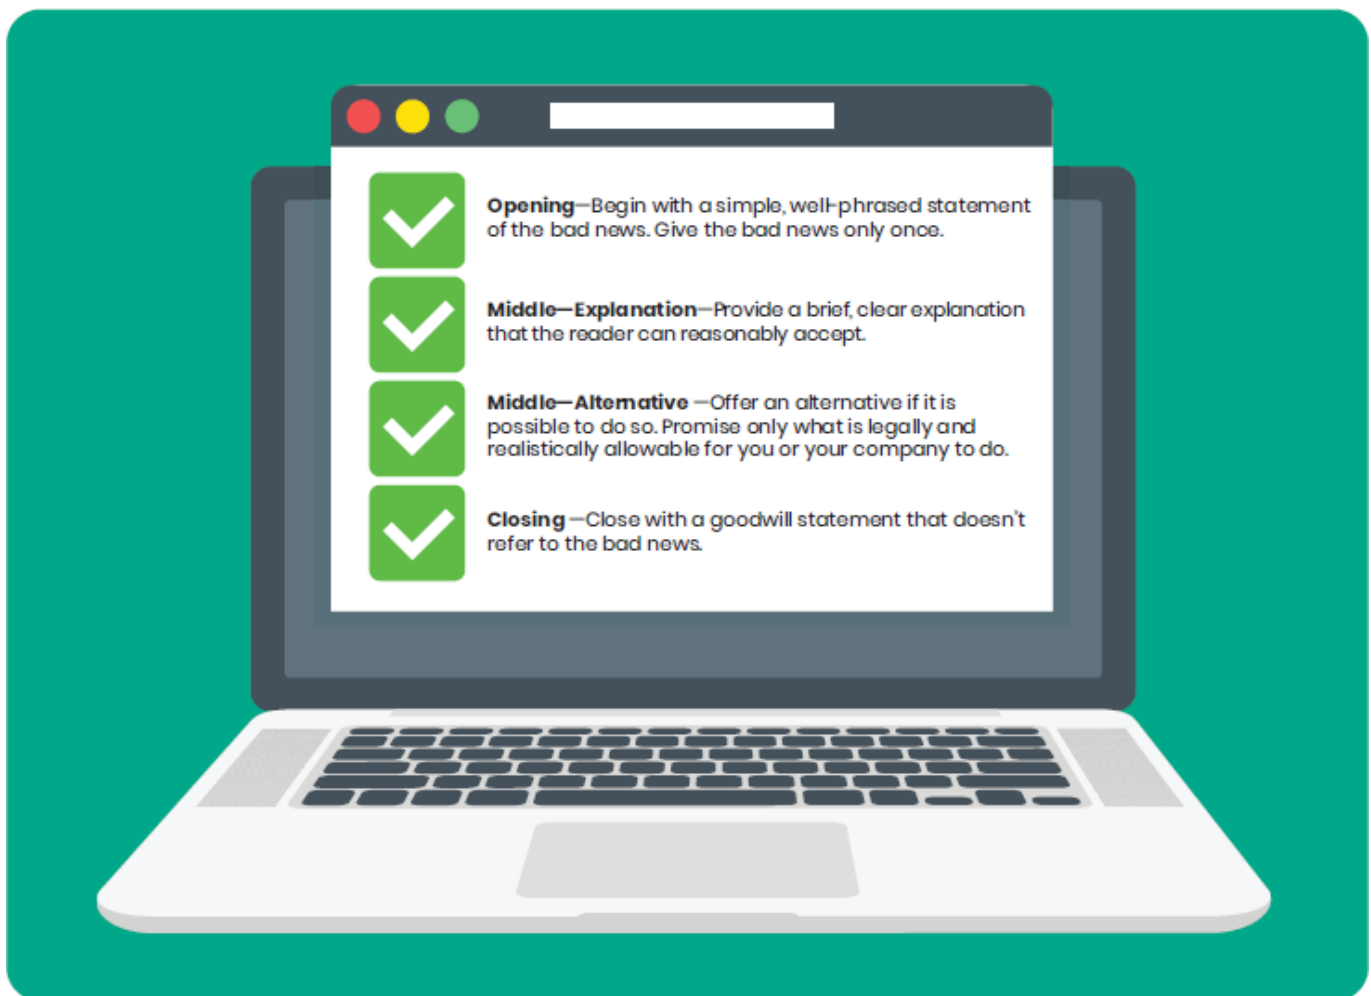 Opening—Begin with a simple, well-phrased statement
of the bad news. Give the bad news only once.
Middle—Explanation—Provide a brief, clear explanation
that the reader can reasonably accept.
Middle—Alternative —Offer an alternative if it is
possible to do so. Promise only what is legally and
realistically allowable for you or your company to do.
Closing —Close with a goodwill statement that doesn't
refer to the bad news.